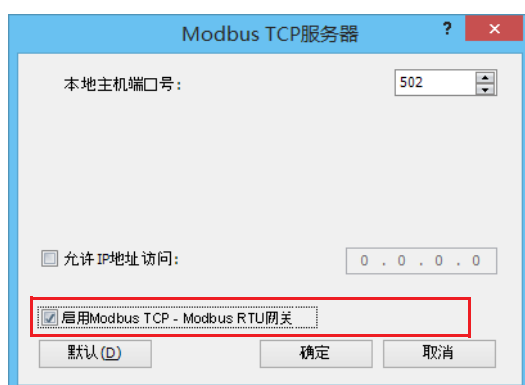 Modbus TCP服务器 ?
本地主机端口号: 502
允许IP地址访问: 0 . 0 . 0 . 0
启用Modbus TCP - Modbus RTU网关
默认(D) 确定 取消